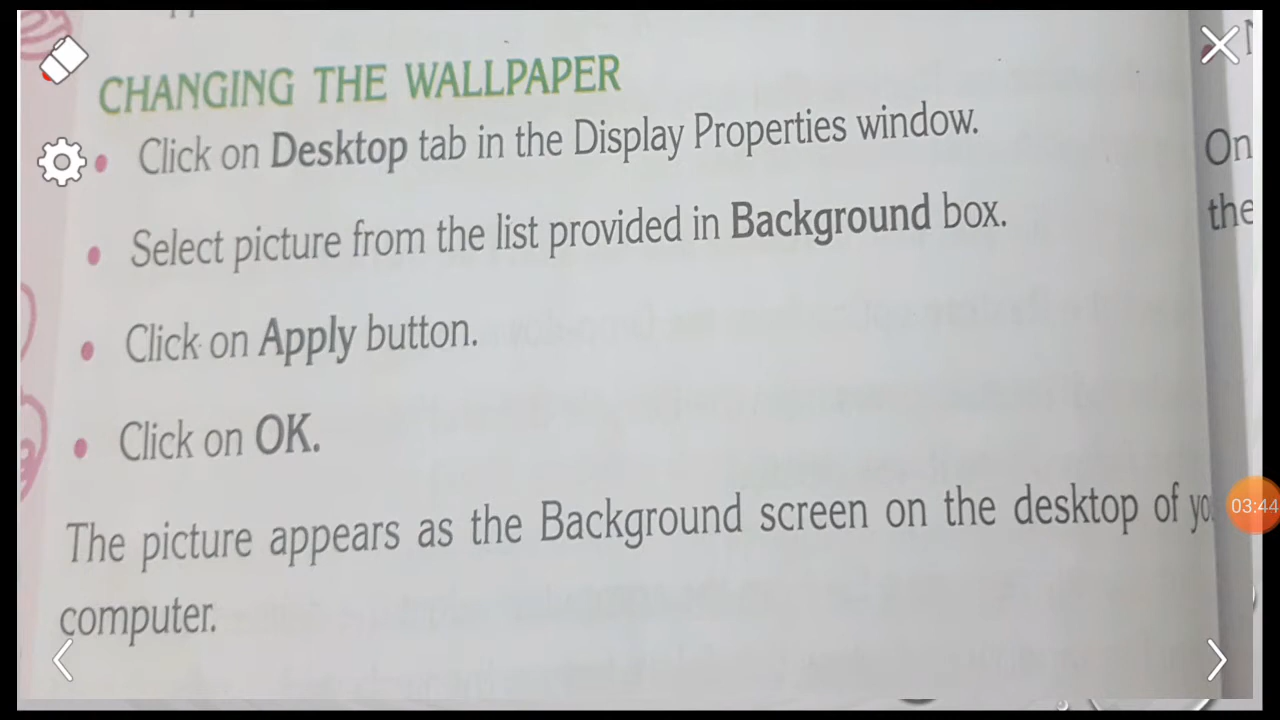 CHANGING THE WALLPAPER
• Click on Desktop tab in the Display Properties window.
• Select picture from the list provided in Background box.
• Click on Apply button.
• Click on OK.
The picture appears as the Background screen on the desktop of yo
computer.
On
the
03:44